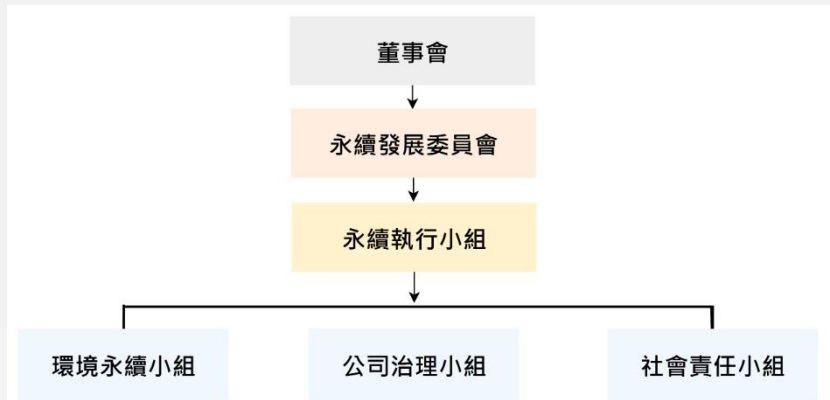 董事會
永續發展委員會
永續執行小組
環境永續小組
公司治理小組
社會責任小組